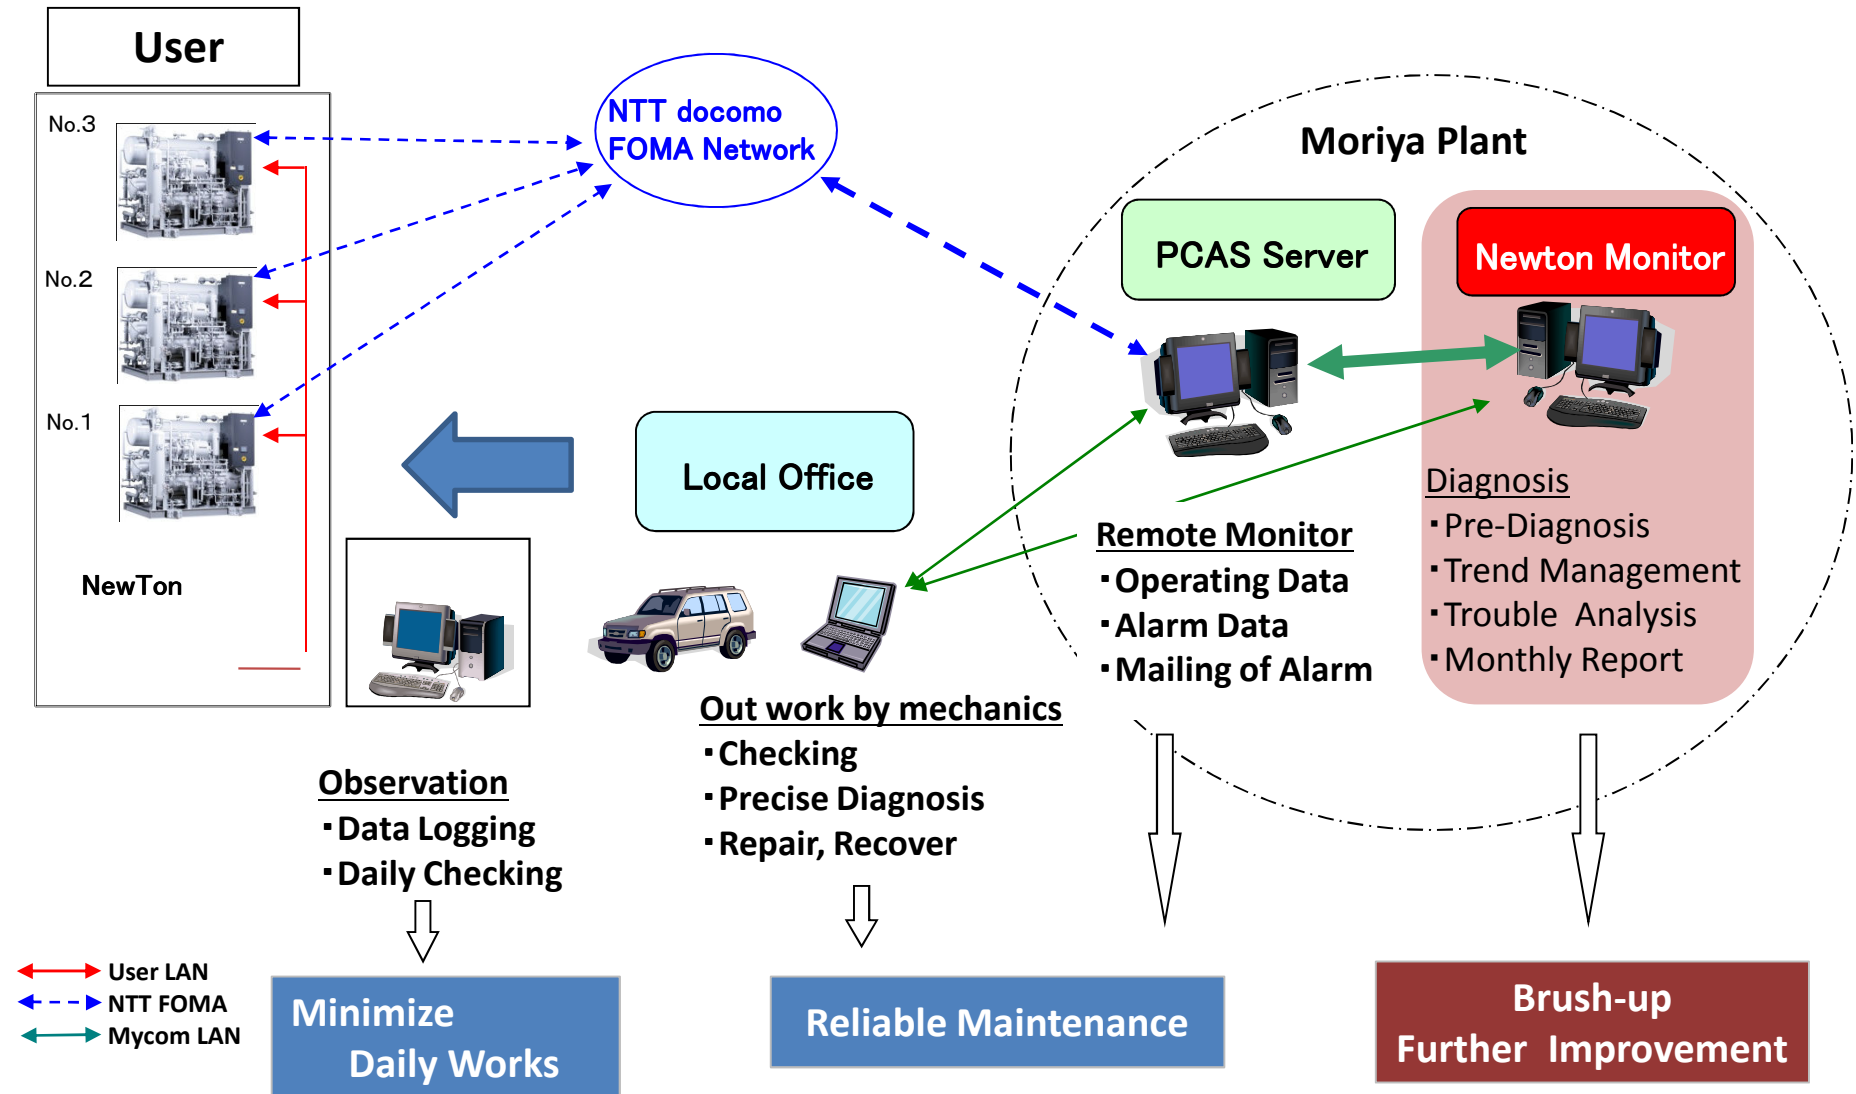 User
No.3
No.2
No.1
NewTon
NTT docomo
FOMA Network
Moriya Plant
PCAS Server
Newton Monitor
Local Office
Diagnosis
・Pre-Diagnosis
・Trend Management
・Trouble  Analysis
・Monthly Report
Remote Monitor
・Operating Data
・Alarm Data
・Mailing of Alarm
Out work by mechanics
・Checking
・Precise Diagnosis
・Repair, Recover
Observation
・Data Logging
・Daily Checking
User LAN
NTT FOMA
Mycom LAN
Minimize
Daily Works
Reliable Maintenance
Brush-up
Further  Improvement